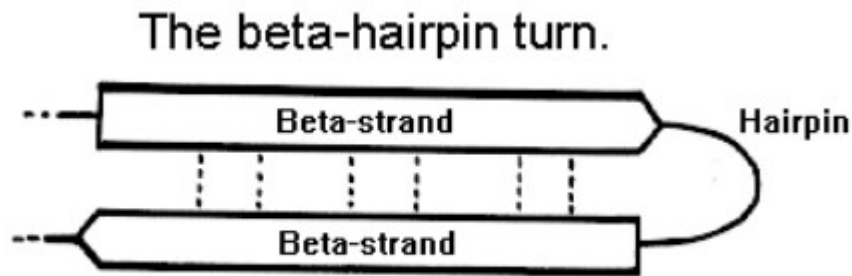 The beta-hairpin turn.
Beta-strand
Hairpin
Beta-strand